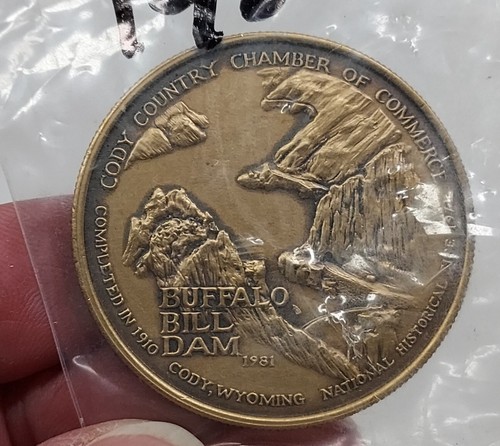 CODY COUNTRY CHAMBER OF COMMERCE
COMPLETED IN 1910
BUFFALO
BILL
DAM
1981
CODY, WYOMING
NATIONAL HISTORICAL